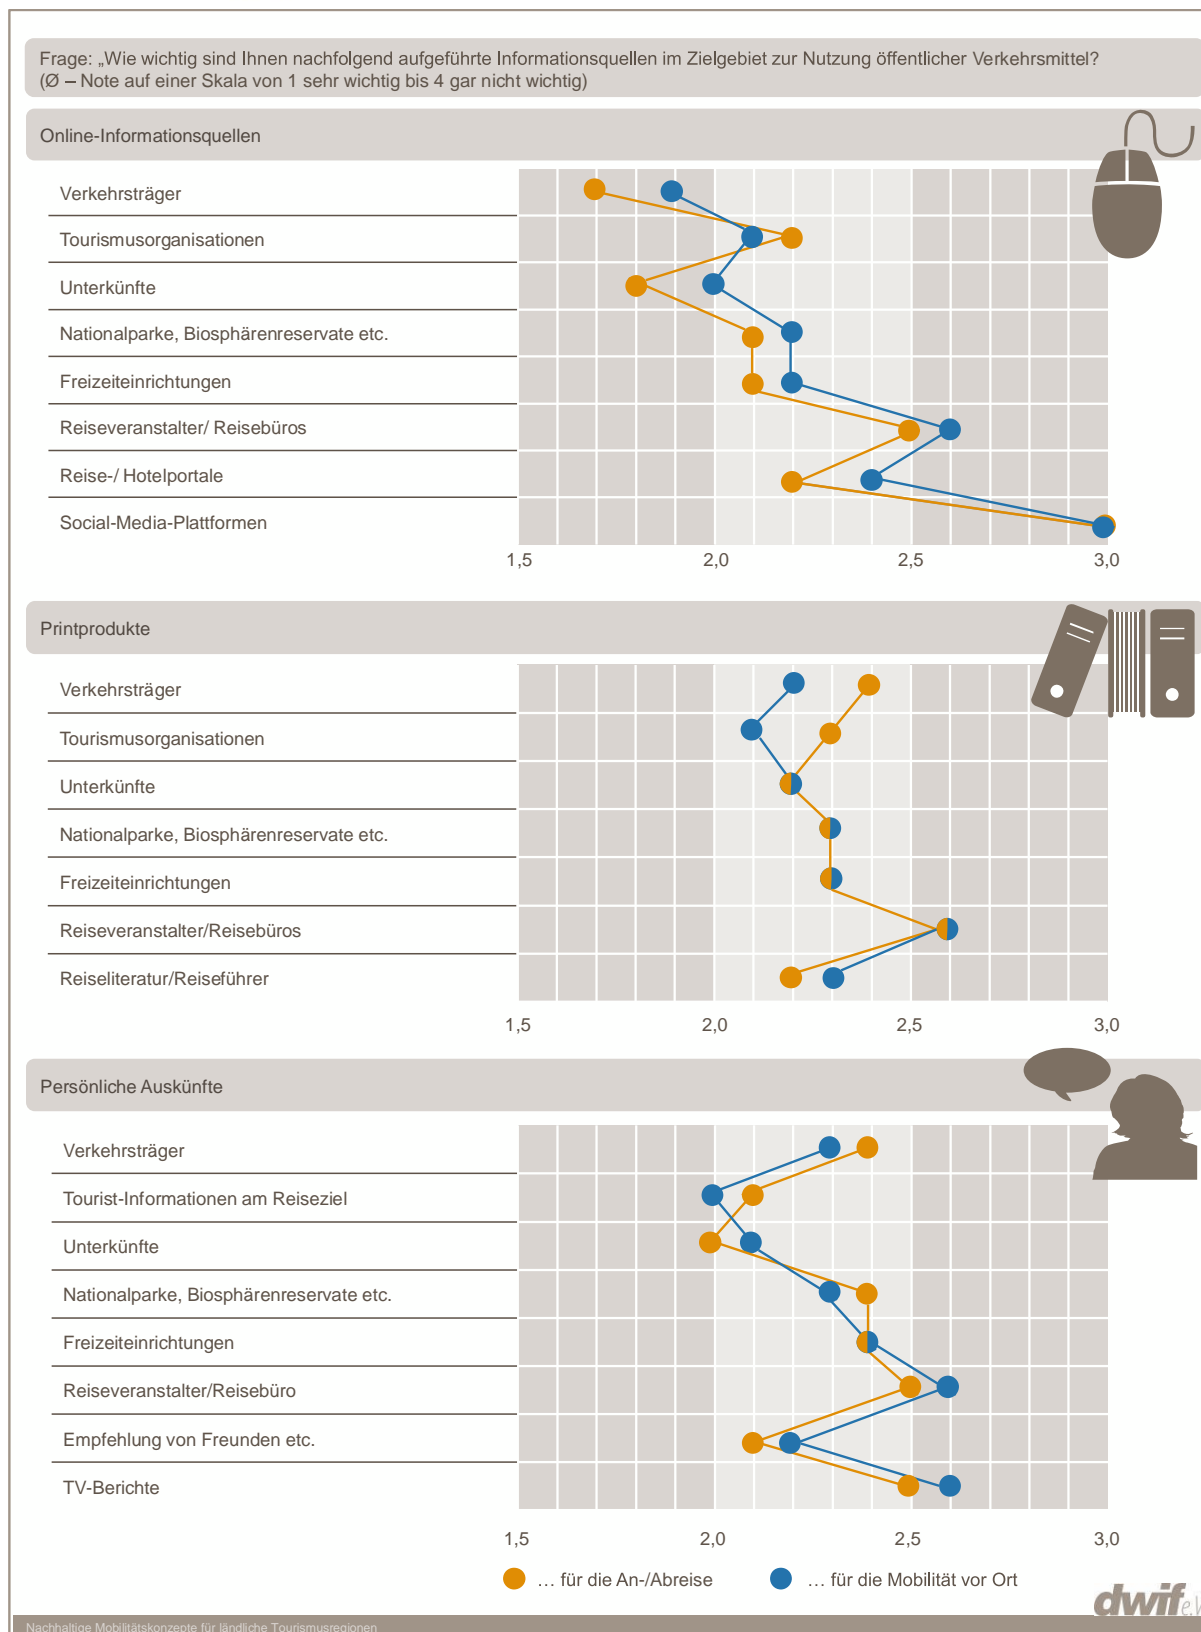 Frage: „Wie wichtig sind Ihnen nachfolgend aufgeführte Informationsquellen im Zielgebiet zur Nutzung öffentlicher Verkehrsmittel?
(Ø – Note auf einer Skala von 1 sehr wichtig bis 4 gar nicht wichtig)
Online-Informationsquellen
Verkehrsträger
Tourismusorganisationen
Unterkünfte
Nationalparke, Biosphärenreservate etc.
Freizeiteinrichtungen
Reiseveranstalter/ Reisebüros
Reise-/ Hotelportale
Social-Media-Plattformen
1,5 2,0 2,5 3,0
Printprodukte
Verkehrsträger
Tourismusorganisationen
Unterkünfte
Nationalparke, Biosphärenreservate etc.
Freizeiteinrichtungen
Reiseveranstalter/Reisebüros
Reiseliteratur/Reiseführer
1,5 2,0 2,5 3,0
Persönliche Auskünfte
Verkehrsträger
Tourist-Informationen am Reiseziel
Unterkünfte
Nationalparke, Biosphärenreservate etc.
Freizeiteinrichtungen
Reiseveranstalter/Reisebüro
Empfehlung von Freunden etc.
TV-Berichte
1,5 2,0 2,5 3,0
... für die An-/Abreise ... für die Mobilität vor Ort
dwif e.V
Nachhaltige Mobilitätskonzepte für ländliche Tourismusregionen